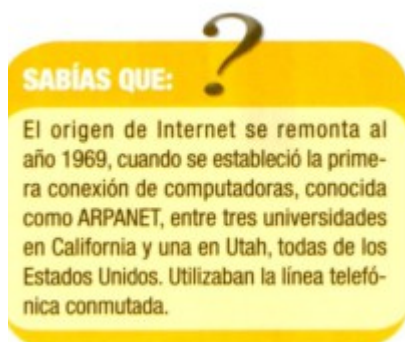 ?
SABÍAS QUE:
El origen de Internet se remonta al
año 1969, cuando se estableció la prime-
ra conexión de computadoras, conocida
como ARPANET, entre tres universidades
en California y una en Utah, todas de los
Estados Unidos. Utilizaban la línea telefó-
nica conmutada.